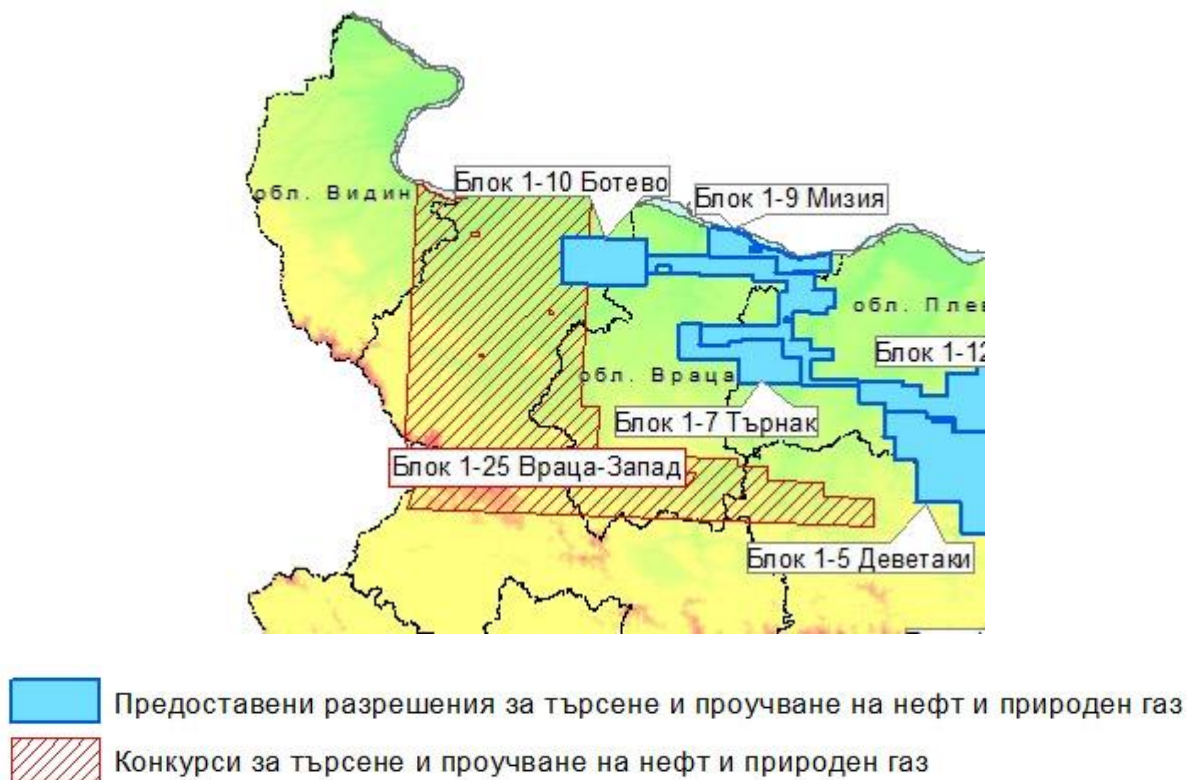 Блок 1-10 Ботево
Блок 1-9 Мизия
обл. Видин
обл. Плев
Блок 1-12
обл. Враца
Блок 1-7 Търнак
Блок 1-25 Враца-Запад
Блок 1-5 Деветаки
Предоставени разрешения за търсене и проучване на нефт и природен газ
Конкурси за търсене и проучване на нефт и природен газ